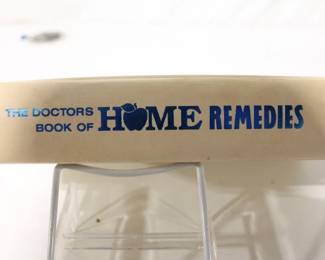 THE DOCTORS
BOOK OF HOME REMEDIES